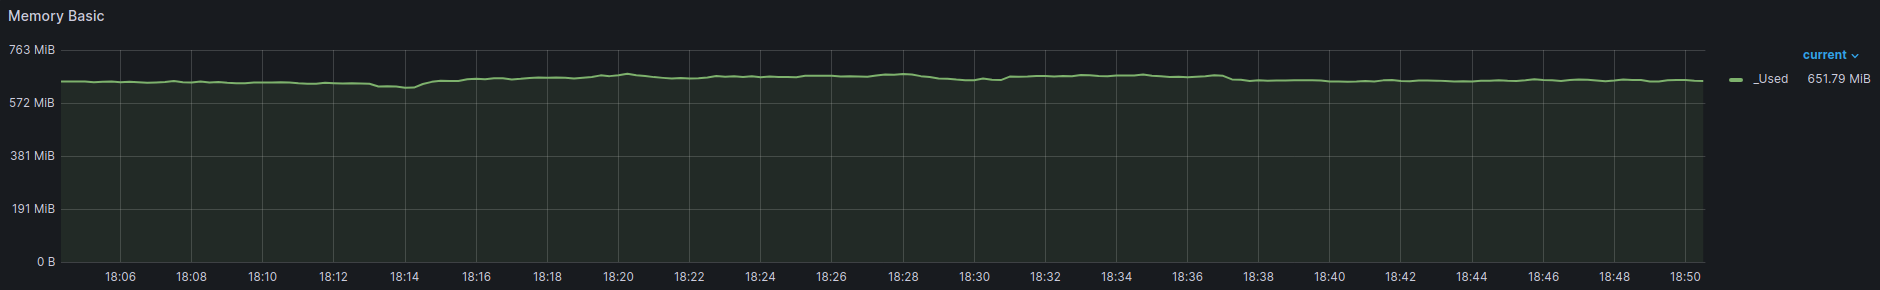 Memory Basic
763 MiB
572 MiB
381 MiB
191 MiB
0 B
18:06 18:08 18:10 18:12 18:14 18:16 18:18 18:20 18:22 18:24 18:26 18:28 18:30 18:32 18:34 18:36 18:38 18:40 18:42 18:44 18:46 18:48 18:50
current
_Used 651.79 MiB